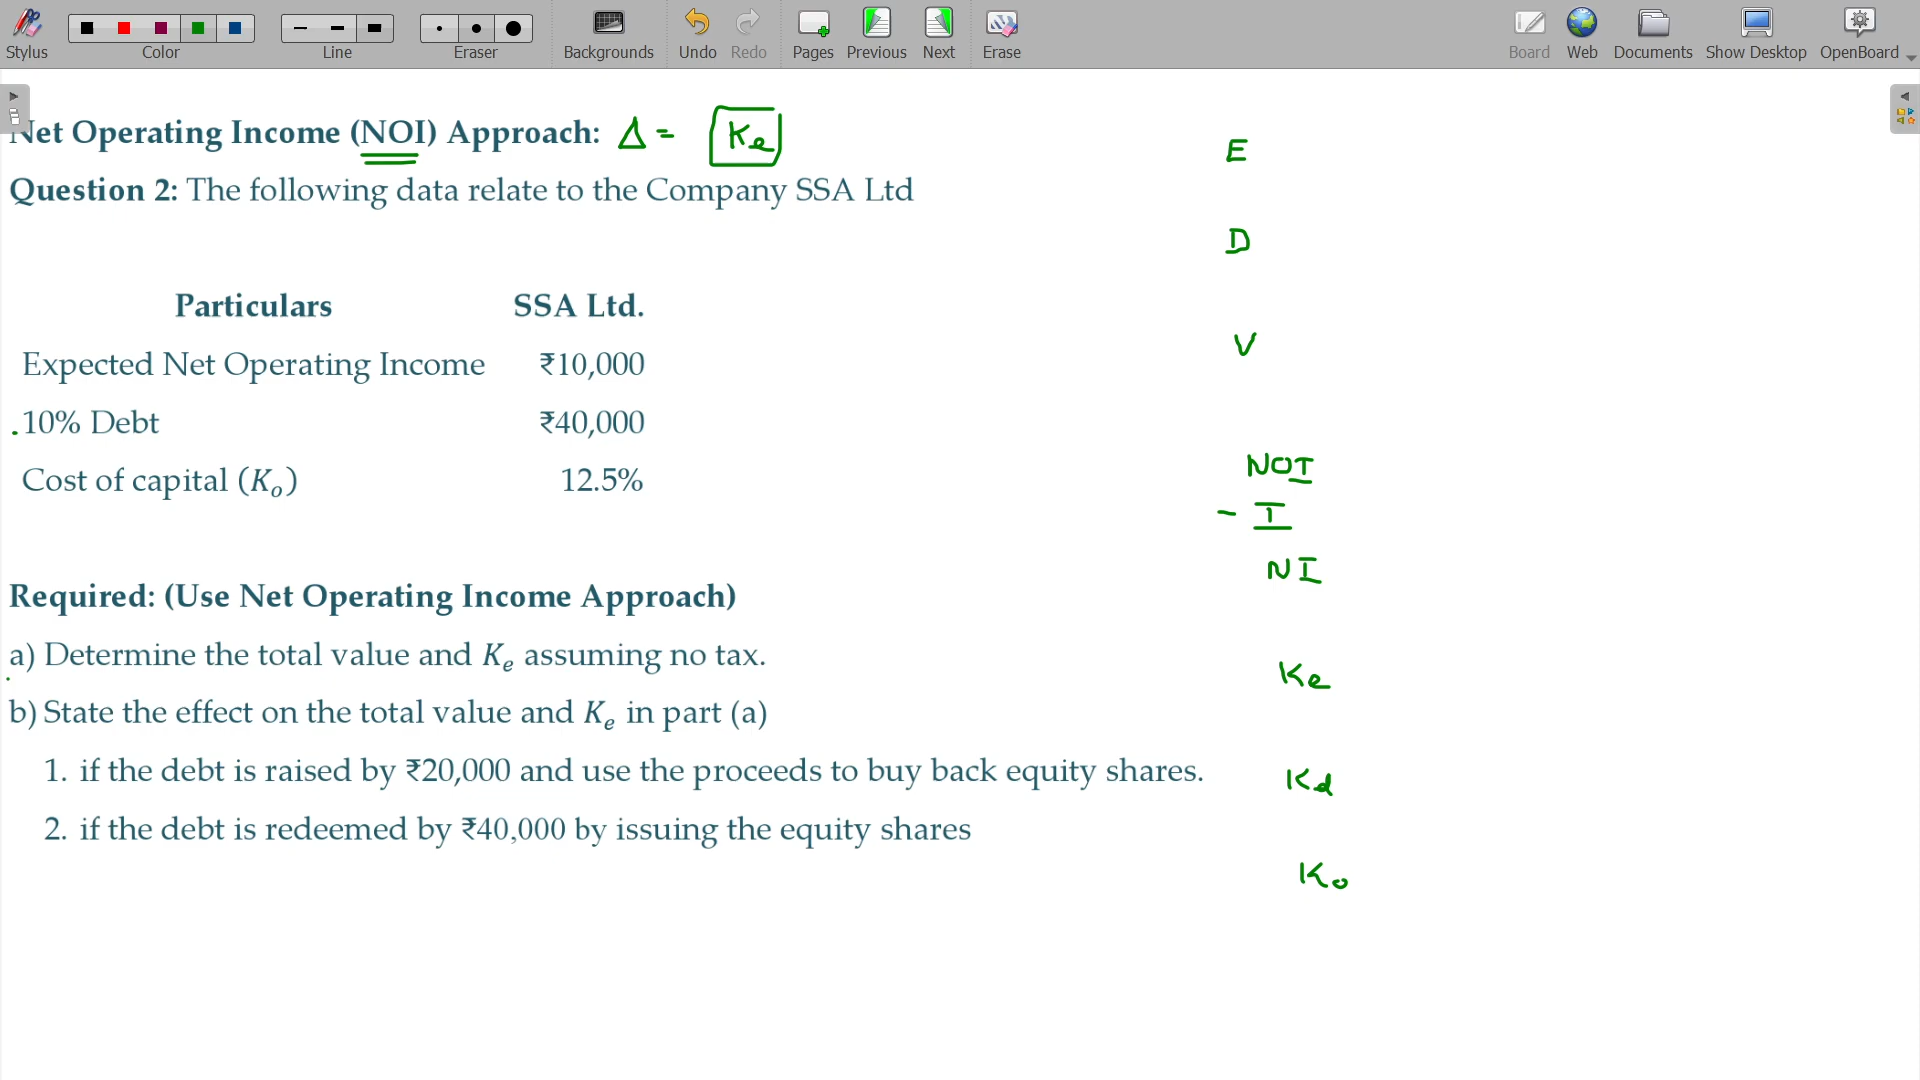 Stylus Color Line Eraser Backgrounds Undo Redo Pages Previous Next Erase Board Web Documents Show Desktop OpenBoard
Net Operating Income (NOI) Approach: Δ = Ke
Question 2: The following data relate to the Company SSA Ltd
Particulars SSA Ltd.
Expected Net Operating Income ₹10,000
10% Debt ₹40,000
Cost of capital (Kₒ) 12.5%
Required: (Use Net Operating Income Approach)
a) Determine the total value and Kₑ assuming no tax.
b) State the effect on the total value and Kₑ in part (a)
1. if the debt is raised by ₹20,000 and use the proceeds to buy back equity shares.
2. if the debt is redeemed by ₹40,000 by issuing the equity shares
E
D
V
NOI
- I
NI
Ke
Kd
Ko